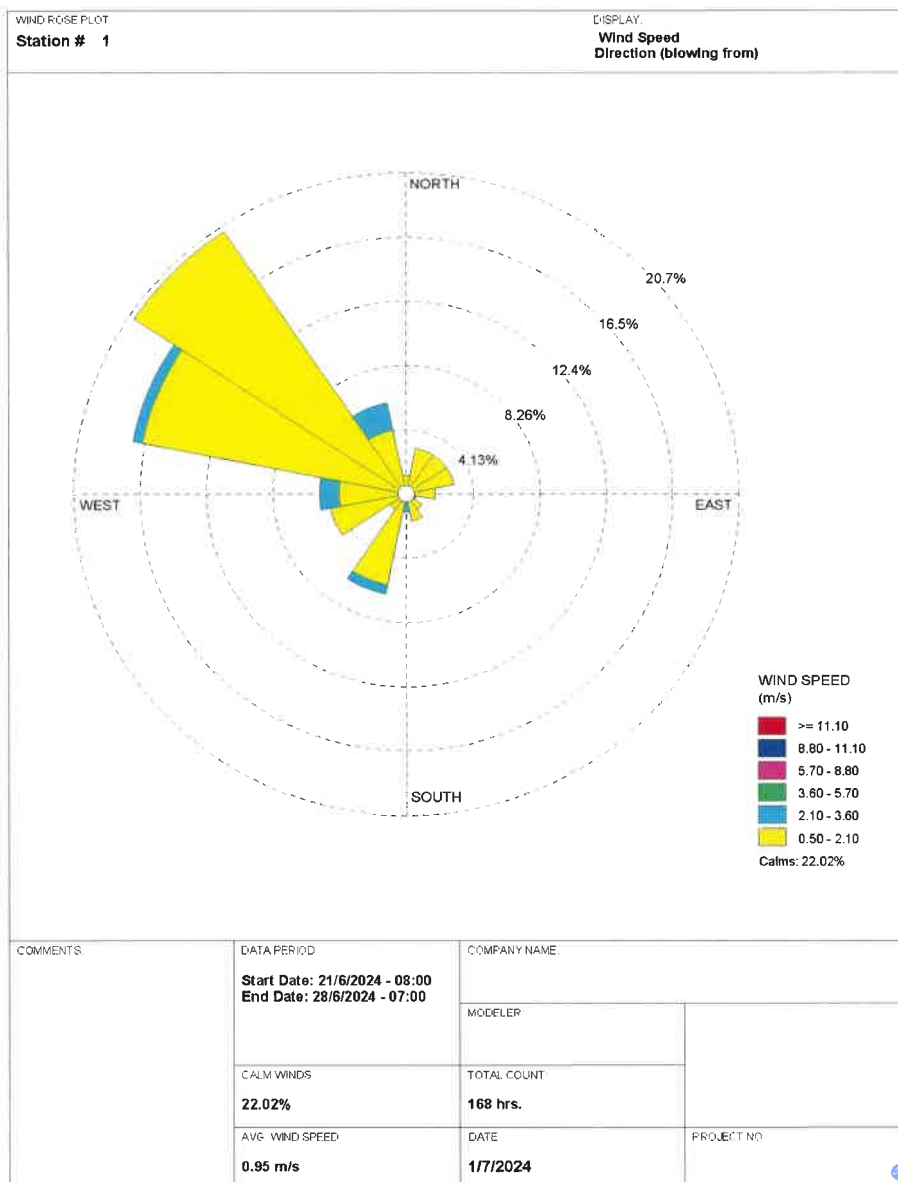 WIND ROSE PLOT
Station # 1
DISPLAY:
Wind Speed
Direction (blowing from)
NORTH
20.7%
16.5%
12.4%
8.26%
4.13%
WEST
EAST
SOUTH
WIND SPEED
(m/s)
>= 11.10
8.80 - 11.10
5.70 - 8.80
3.60 - 5.70
2.10 - 3.60
0.50 - 2.10
Calms: 22.02%
COMMENTS:
DATA PERIOD
Start Date: 21/6/2024 - 08:00
End Date: 28/6/2024 - 07:00
COMPANY NAME:
MODELER
CALM WINDS
22.02%
TOTAL COUNT
168 hrs.
AVG. WIND SPEED
0.95 m/s
DATE
1/7/2024
PROJECT NO